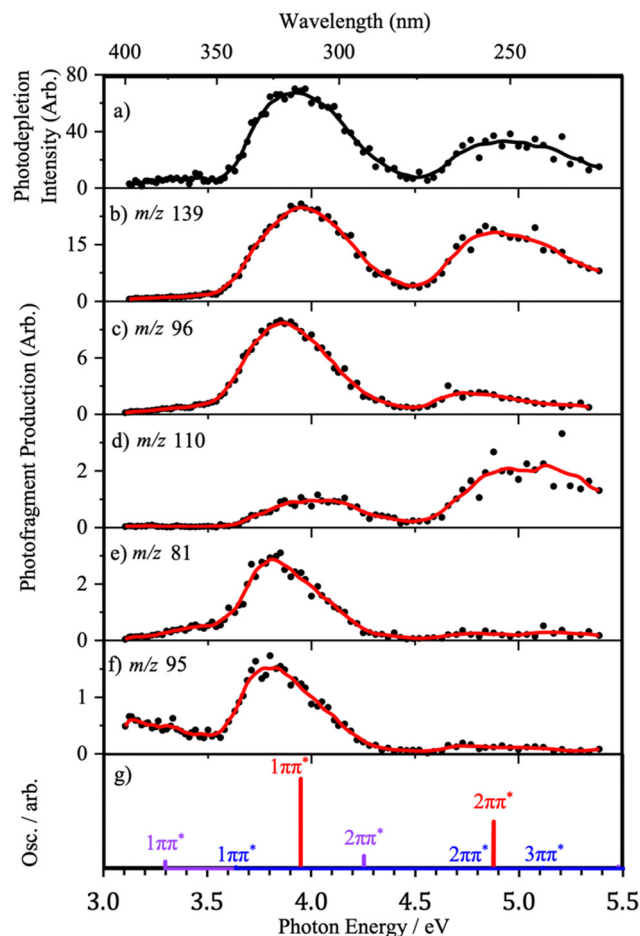 Wavelength (nm)
400 350 300 250
Photodepletion
Intensity (Arb.)
80
40
0
a)
Photofragment Production (Arb.)
15
0
b) m/z 139
6
0
c) m/z 96
2
0
d) m/z 110
2
0
e) m/z 81
1
0
f) m/z 95
Osc. / arb.
g)
1ππ*
2ππ*
1ππ*
1ππ*
2ππ*
2ππ*
3ππ*
3.0 3.5 4.0 4.5 5.0 5.5
Photon Energy / eV